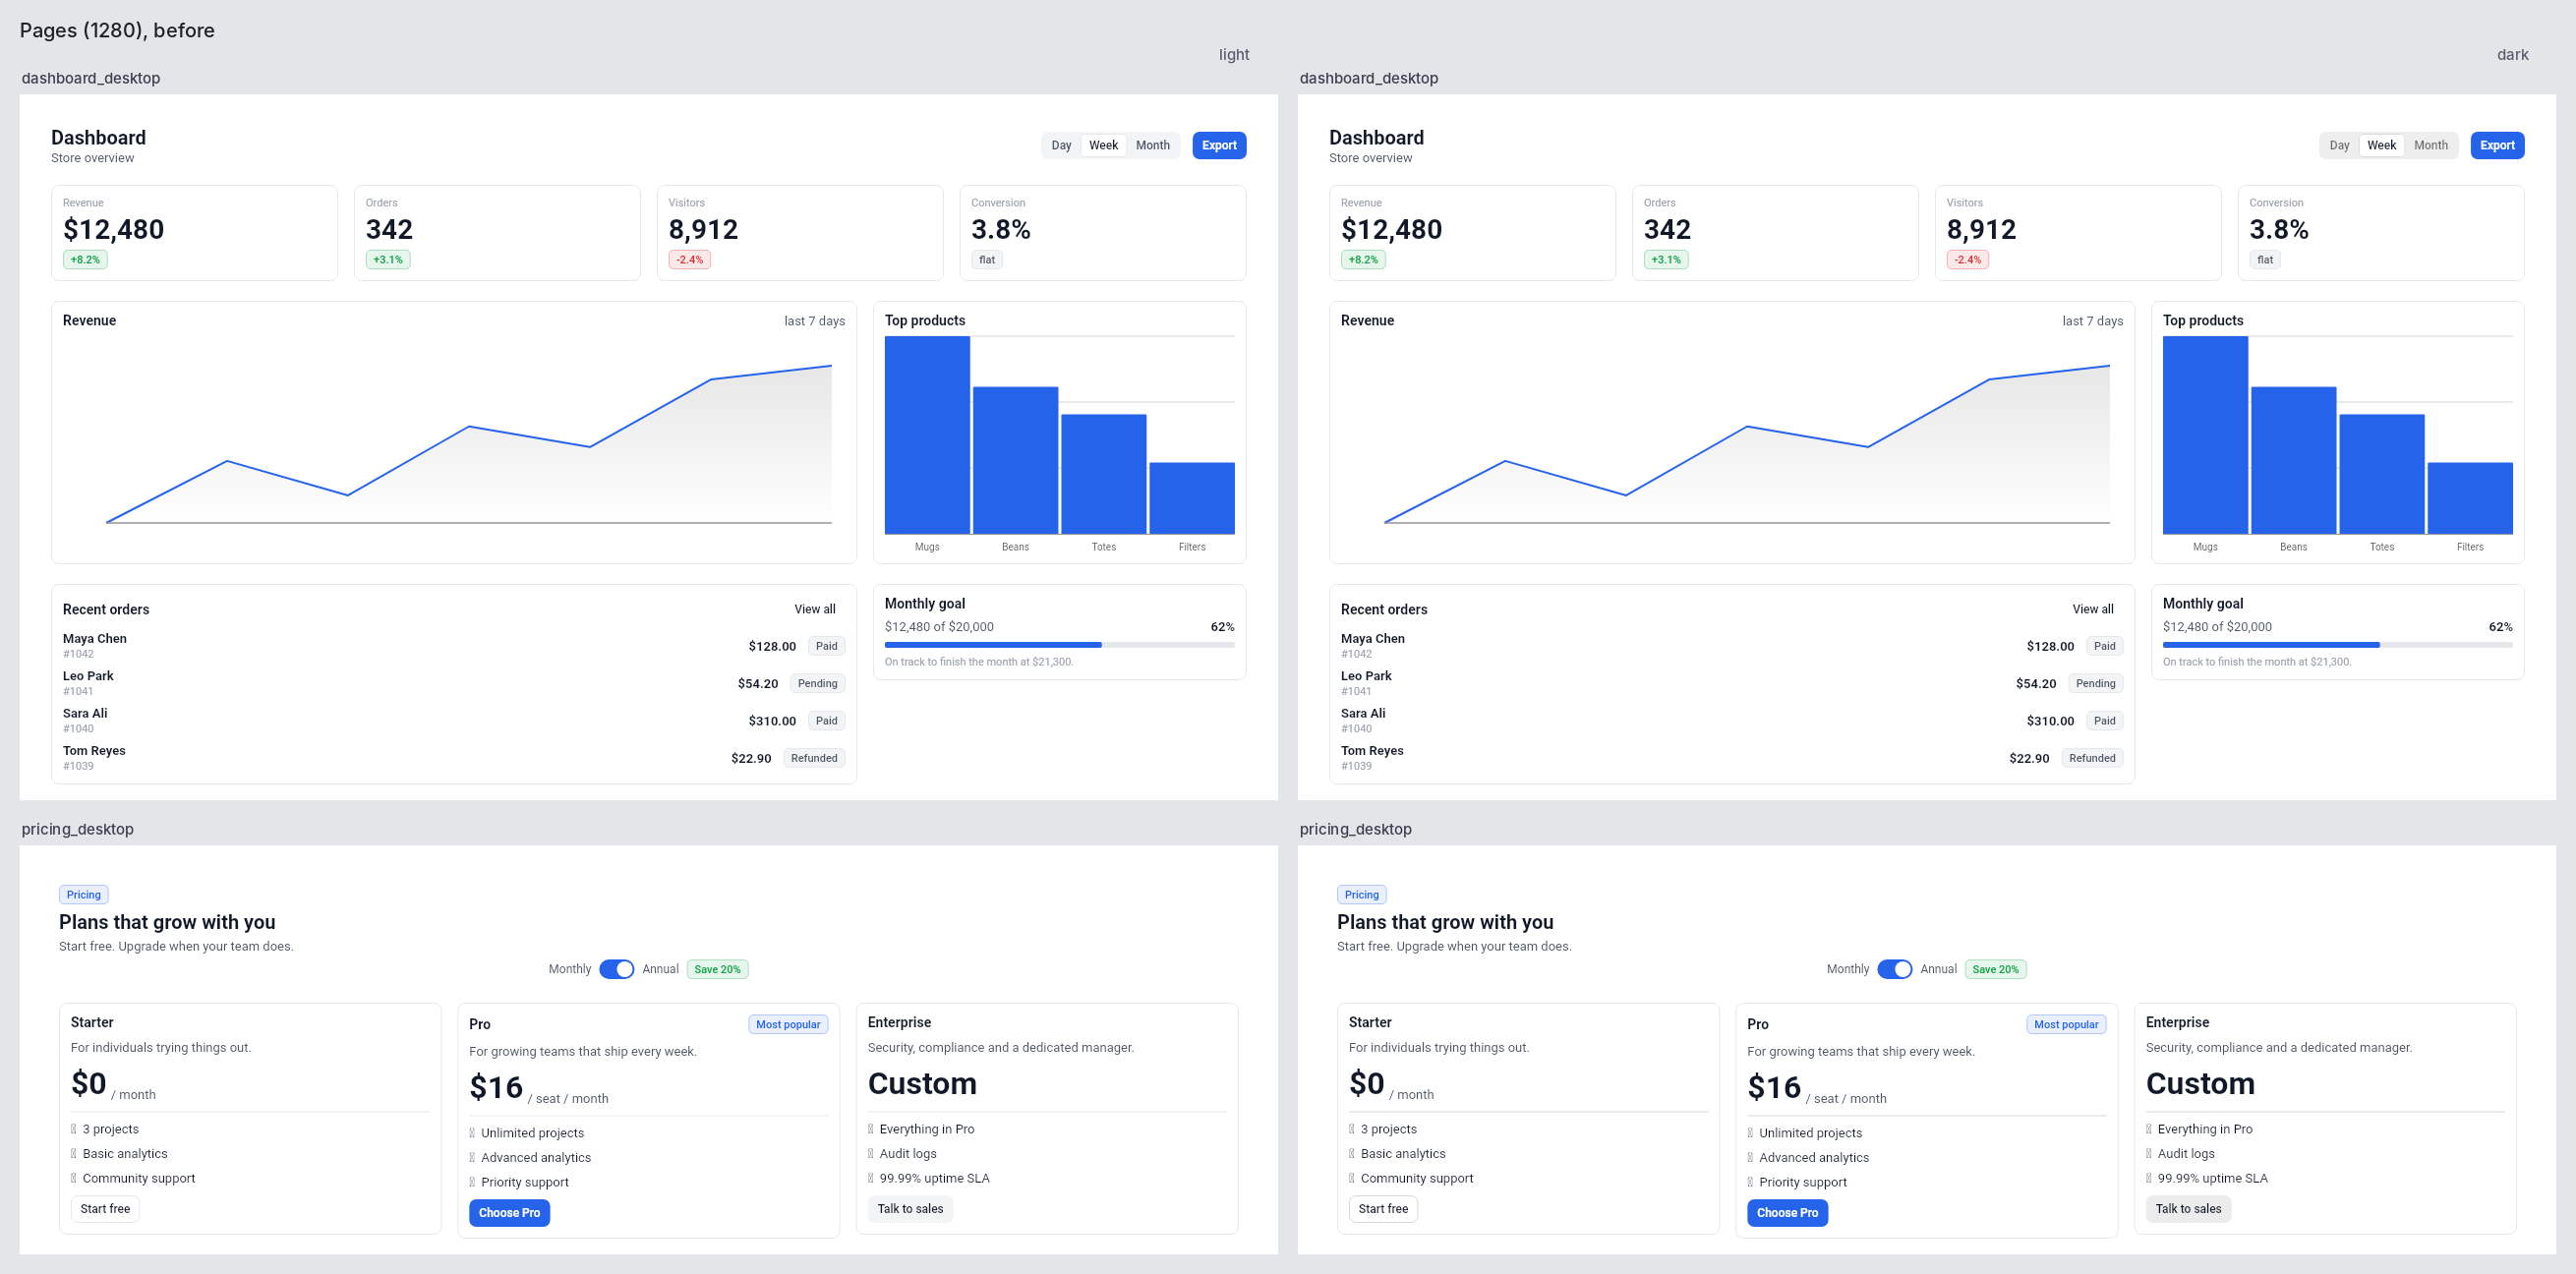 Pages (1280), before
light
dark
dashboard_desktop
Dashboard
Store overview
Day Week Month Export
Revenue
$12,480
+8.2%
Orders
342
+3.1%
Visitors
8,912
-2.4%
Conversion
3.8%
flat
Revenue last 7 days
Top products
Mugs Beans Totes Filters
Recent orders View all
Maya Chen
#1042
$128.00 Paid
Leo Park
#1041
$54.20 Pending
Sara Ali
#1040
$310.00 Paid
Tom Reyes
#1039
$22.90 Refunded
Monthly goal
$12,480 of $20,000 62%
On track to finish the month at $21,300.
dashboard_desktop
Dashboard
Store overview
Day Week Month Export
Revenue
$12,480
+8.2%
Orders
342
+3.1%
Visitors
8,912
-2.4%
Conversion
3.8%
flat
Revenue last 7 days
Top products
Mugs Beans Totes Filters
Recent orders View all
Maya Chen
#1042
$128.00 Paid
Leo Park
#1041
$54.20 Pending
Sara Ali
#1040
$310.00 Paid
Tom Reyes
#1039
$22.90 Refunded
Monthly goal
$12,480 of $20,000 62%
On track to finish the month at $21,300.
pricing_desktop
Pricing
Plans that grow with you
Start free. Upgrade when your team does.
Monthly Annual Save 20%
Starter
For individuals trying things out.
$0 / month
3 projects
Basic analytics
Community support
Start free
Pro Most popular
For growing teams that ship every week.
$16 / seat / month
Unlimited projects
Advanced analytics
Priority support
Choose Pro
Enterprise
Security, compliance and a dedicated manager.
Custom
Everything in Pro
Audit logs
99.99% uptime SLA
Talk to sales
pricing_desktop
Pricing
Plans that grow with you
Start free. Upgrade when your team does.
Monthly Annual Save 20%
Starter
For individuals trying things out.
$0 / month
3 projects
Basic analytics
Community support
Start free
Pro Most popular
For growing teams that ship every week.
$16 / seat / month
Unlimited projects
Advanced analytics
Priority support
Choose Pro
Enterprise
Security, compliance and a dedicated manager.
Custom
Everything in Pro
Audit logs
99.99% uptime SLA
Talk to sales